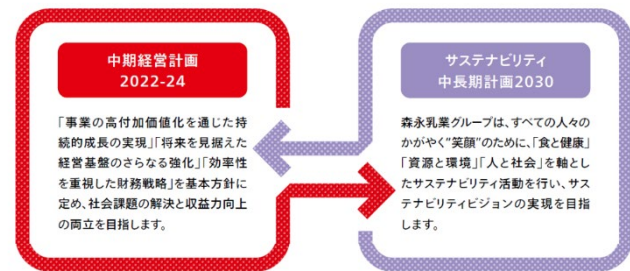 中期経営計画
2022-24
「事業の高付加価値化を通じた持
続的成長の実現」「将来を見据えた
経営基盤のさらなる強化」「効率性
を重視した財務戦略」を基本方針に
定め、社会課題の解決と収益力向上
の両立を目指します。
サステナビリティ
中長期計画2030
森永乳業グループは、すべての人々の
かがやく“笑顔”のために、「食と健康」
「資源と環境」「人と社会」を軸とし
たサステナビリティ活動を行い、サス
テナビリティビジョンの実現を目指
します。